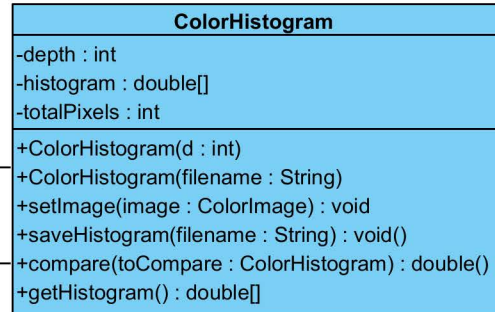 ColorHistogram
-depth : int
-histogram : double[]
-totalPixels : int
+ColorHistogram(d : int)
+ColorHistogram(filename : String)
+setImage(image : ColorImage) : void
+saveHistogram(filename : String) : void()
+compare(toCompare : ColorHistogram) : double()
+getHistogram() : double[]